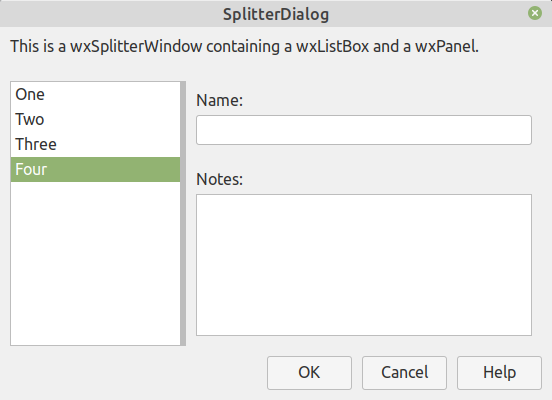 SplitterDialog
This is a wxSplitterWindow containing a wxListBox and a wxPanel.
One
Two
Three
Four
Name:
Notes:
OK
Cancel
Help